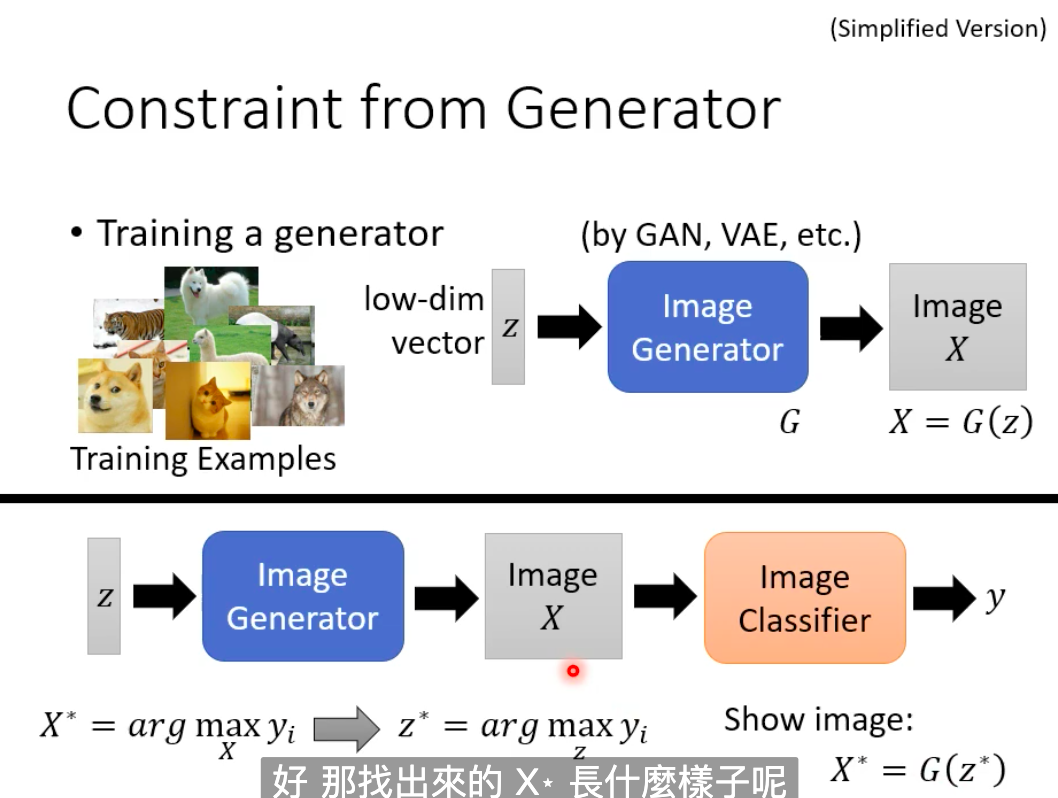 (Simplified Version)
Constraint from Generator
• Training a generator
(by GAN, VAE, etc.)
low-dim
vector
z
Image
Generator
Image
X
G
X = G(z)
Training Examples
z
Image
Generator
Image
X
Image
Classifier
y
X* = arg max y_i
X
z* = arg max y_i
z
Show image:
X* = G(z*)
好 那找出來的 X* 長什麼樣子呢